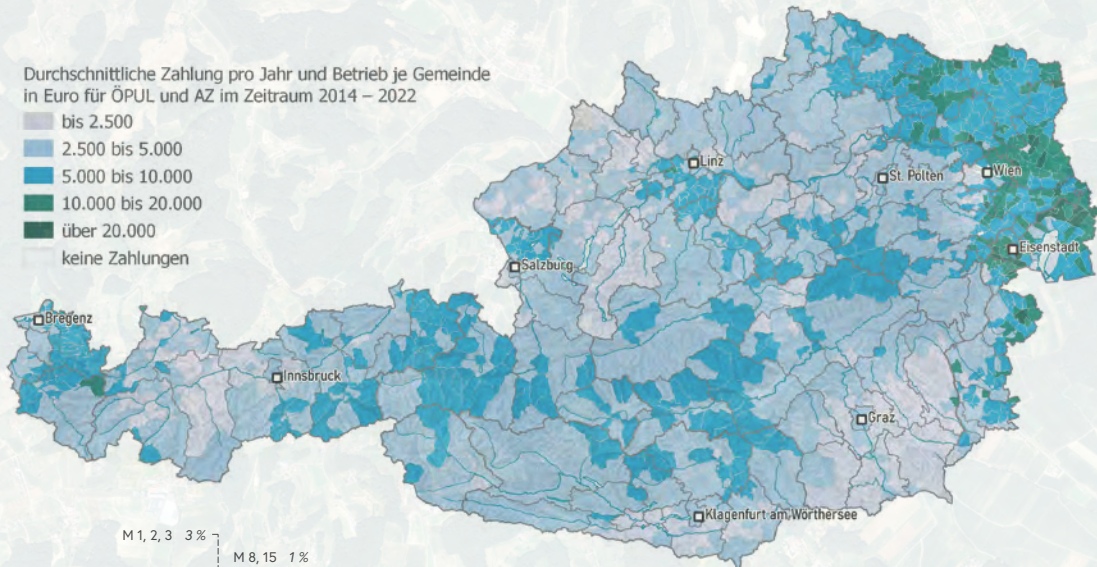 Durchschnittliche Zahlung pro Jahr und Betrieb je Gemeinde
in Euro für ÖPUL und AZ im Zeitraum 2014 – 2022
bis 2.500
2.500 bis 5.000
5.000 bis 10.000
10.000 bis 20.000
über 20.000
keine Zahlungen
Linz
St. Polten
Wien
Eisenstadt
Salzburg
Bregenz
Innsbruck
Graz
Klagenfurt am Wörthersee
M 1, 2, 3 3 %
M 8, 15 1 %